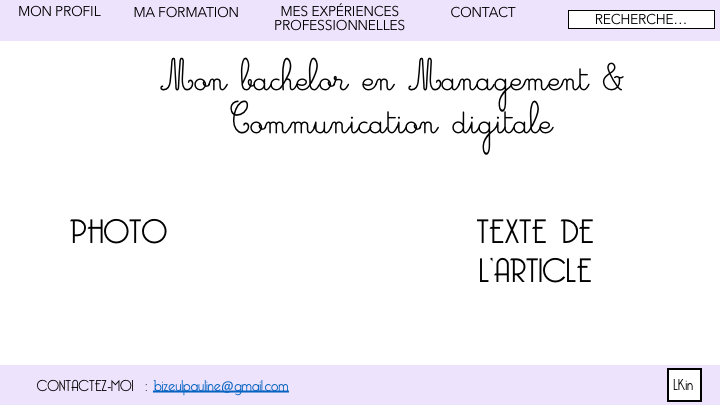 MON PROFIL
MA FORMATION
MES EXPÉRIENCES
PROFESSIONNELLES
CONTACT
RECHERCHE...
Mon bachelor en Management &
Communication digitale
PHOTO
TEXTE DE
L'ARTICLE
CONTACTEZ-MOI : bizeulpauline@gmail.com
LKin